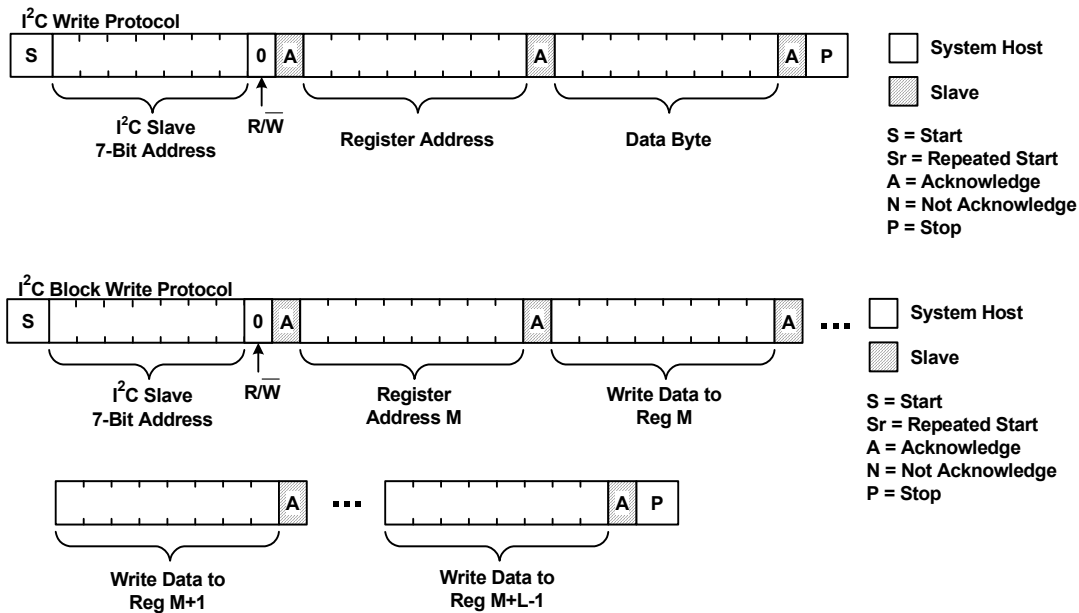 I²C Write Protocol
S 0 A A A P
R/W̅
I²C Slave
7-Bit Address
Register Address
Data Byte
System Host
Slave
S = Start
Sr = Repeated Start
A = Acknowledge
N = Not Acknowledge
P = Stop
I²C Block Write Protocol
S 0 A A A ...
R/W̅
I²C Slave
7-Bit Address
Register
Address M
Write Data to
Reg M
System Host
Slave
S = Start
Sr = Repeated Start
A = Acknowledge
N = Not Acknowledge
P = Stop
A ... A P
Write Data to
Reg M+1
Write Data to
Reg M+L-1